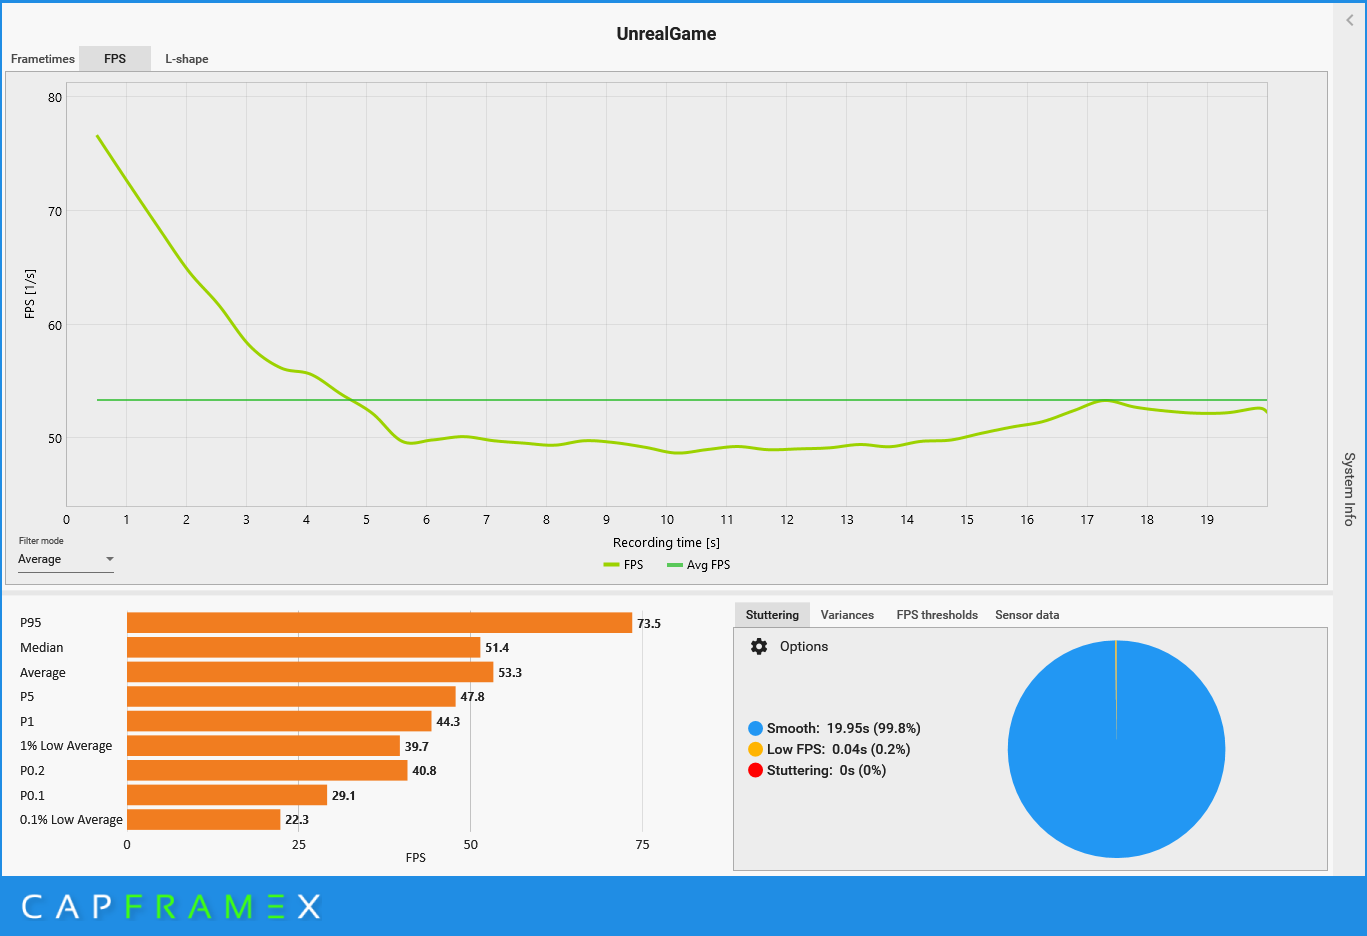 UnrealGame
Frametimes FPS L-shape
80
70
60
50
FPS [1/s]
0 1 2 3 4 5 6 7 8 9 10 11 12 13 14 15 16 17 18 19
Recording time [s]
Filter mode
Average
FPS Avg FPS
System Info
P95 73.5
Median 51.4
Average 53.3
P5 47.8
P1 44.3
1% Low Average 39.7
P0.2 40.8
P0.1 29.1
0.1% Low Average 22.3
0 25 50 75
FPS
Stuttering Variances FPS thresholds Sensor data
Options
Smooth: 19.95s (99.8%)
Low FPS: 0.04s (0.2%)
Stuttering: 0s (0%)
CAPFRAMEX